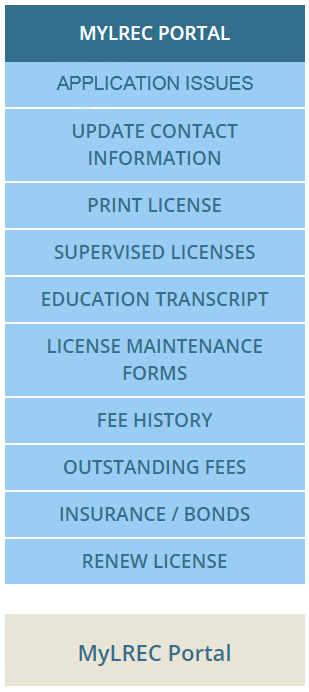 MYLREC PORTAL
APPLICATION ISSUES
UPDATE CONTACT
INFORMATION
PRINT LICENSE
SUPERVISED LICENSES
EDUCATION TRANSCRIPT
LICENSE MAINTENANCE
FORMS
FEE HISTORY
OUTSTANDING FEES
INSURANCE / BONDS
RENEW LICENSE
MyLREC Portal